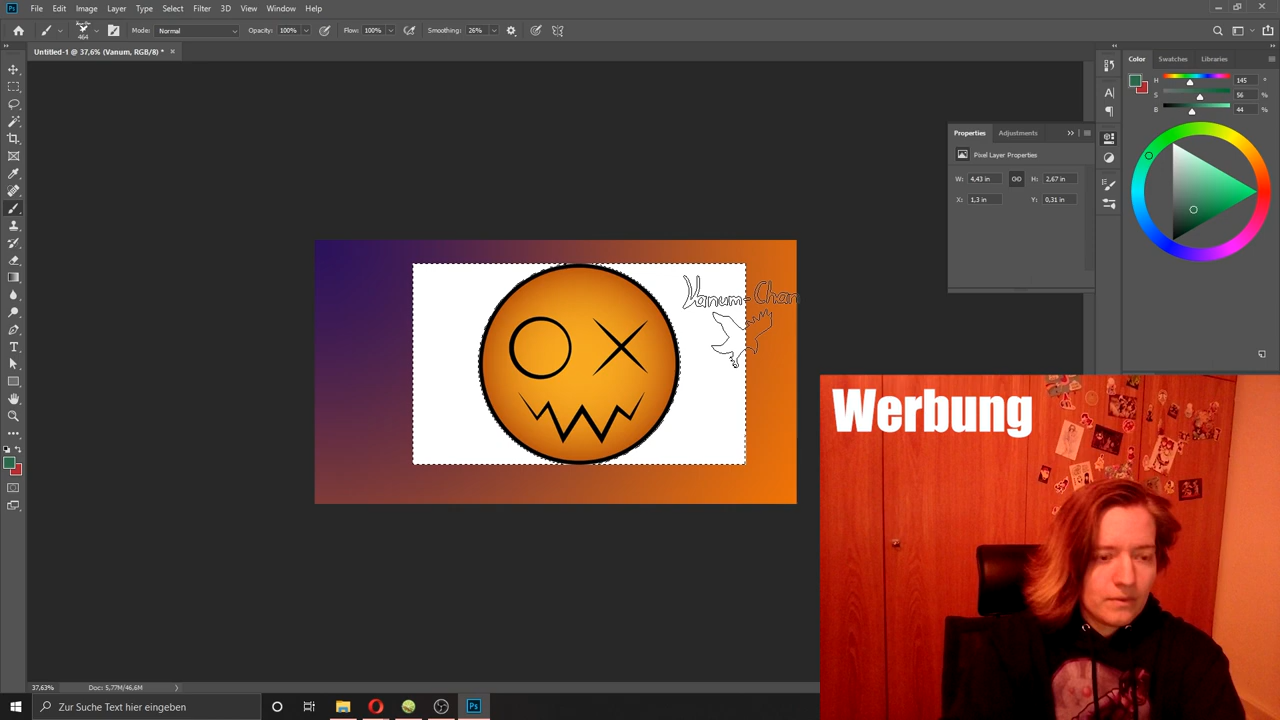 Ps File Edit Image Layer Type Select Filter 3D View Window Help
464 Mode: Normal Opacity: 100% Flow: 100% Smoothing: 26%
Untitled-1 @ 37,6% (Vanum, RGB/8) * ×
Color Swatches Libraries
H 145 °
S 56 %
B 44 %
Properties Adjustments
Pixel Layer Properties
W: 4,43 in H: 2,67 in
X: 1,3 in Y: 0,31 in
Vanum-Chan
Werbung
37,63% Doc: 5,77M/46,6M
Zur Suche Text hier eingeben
Ps